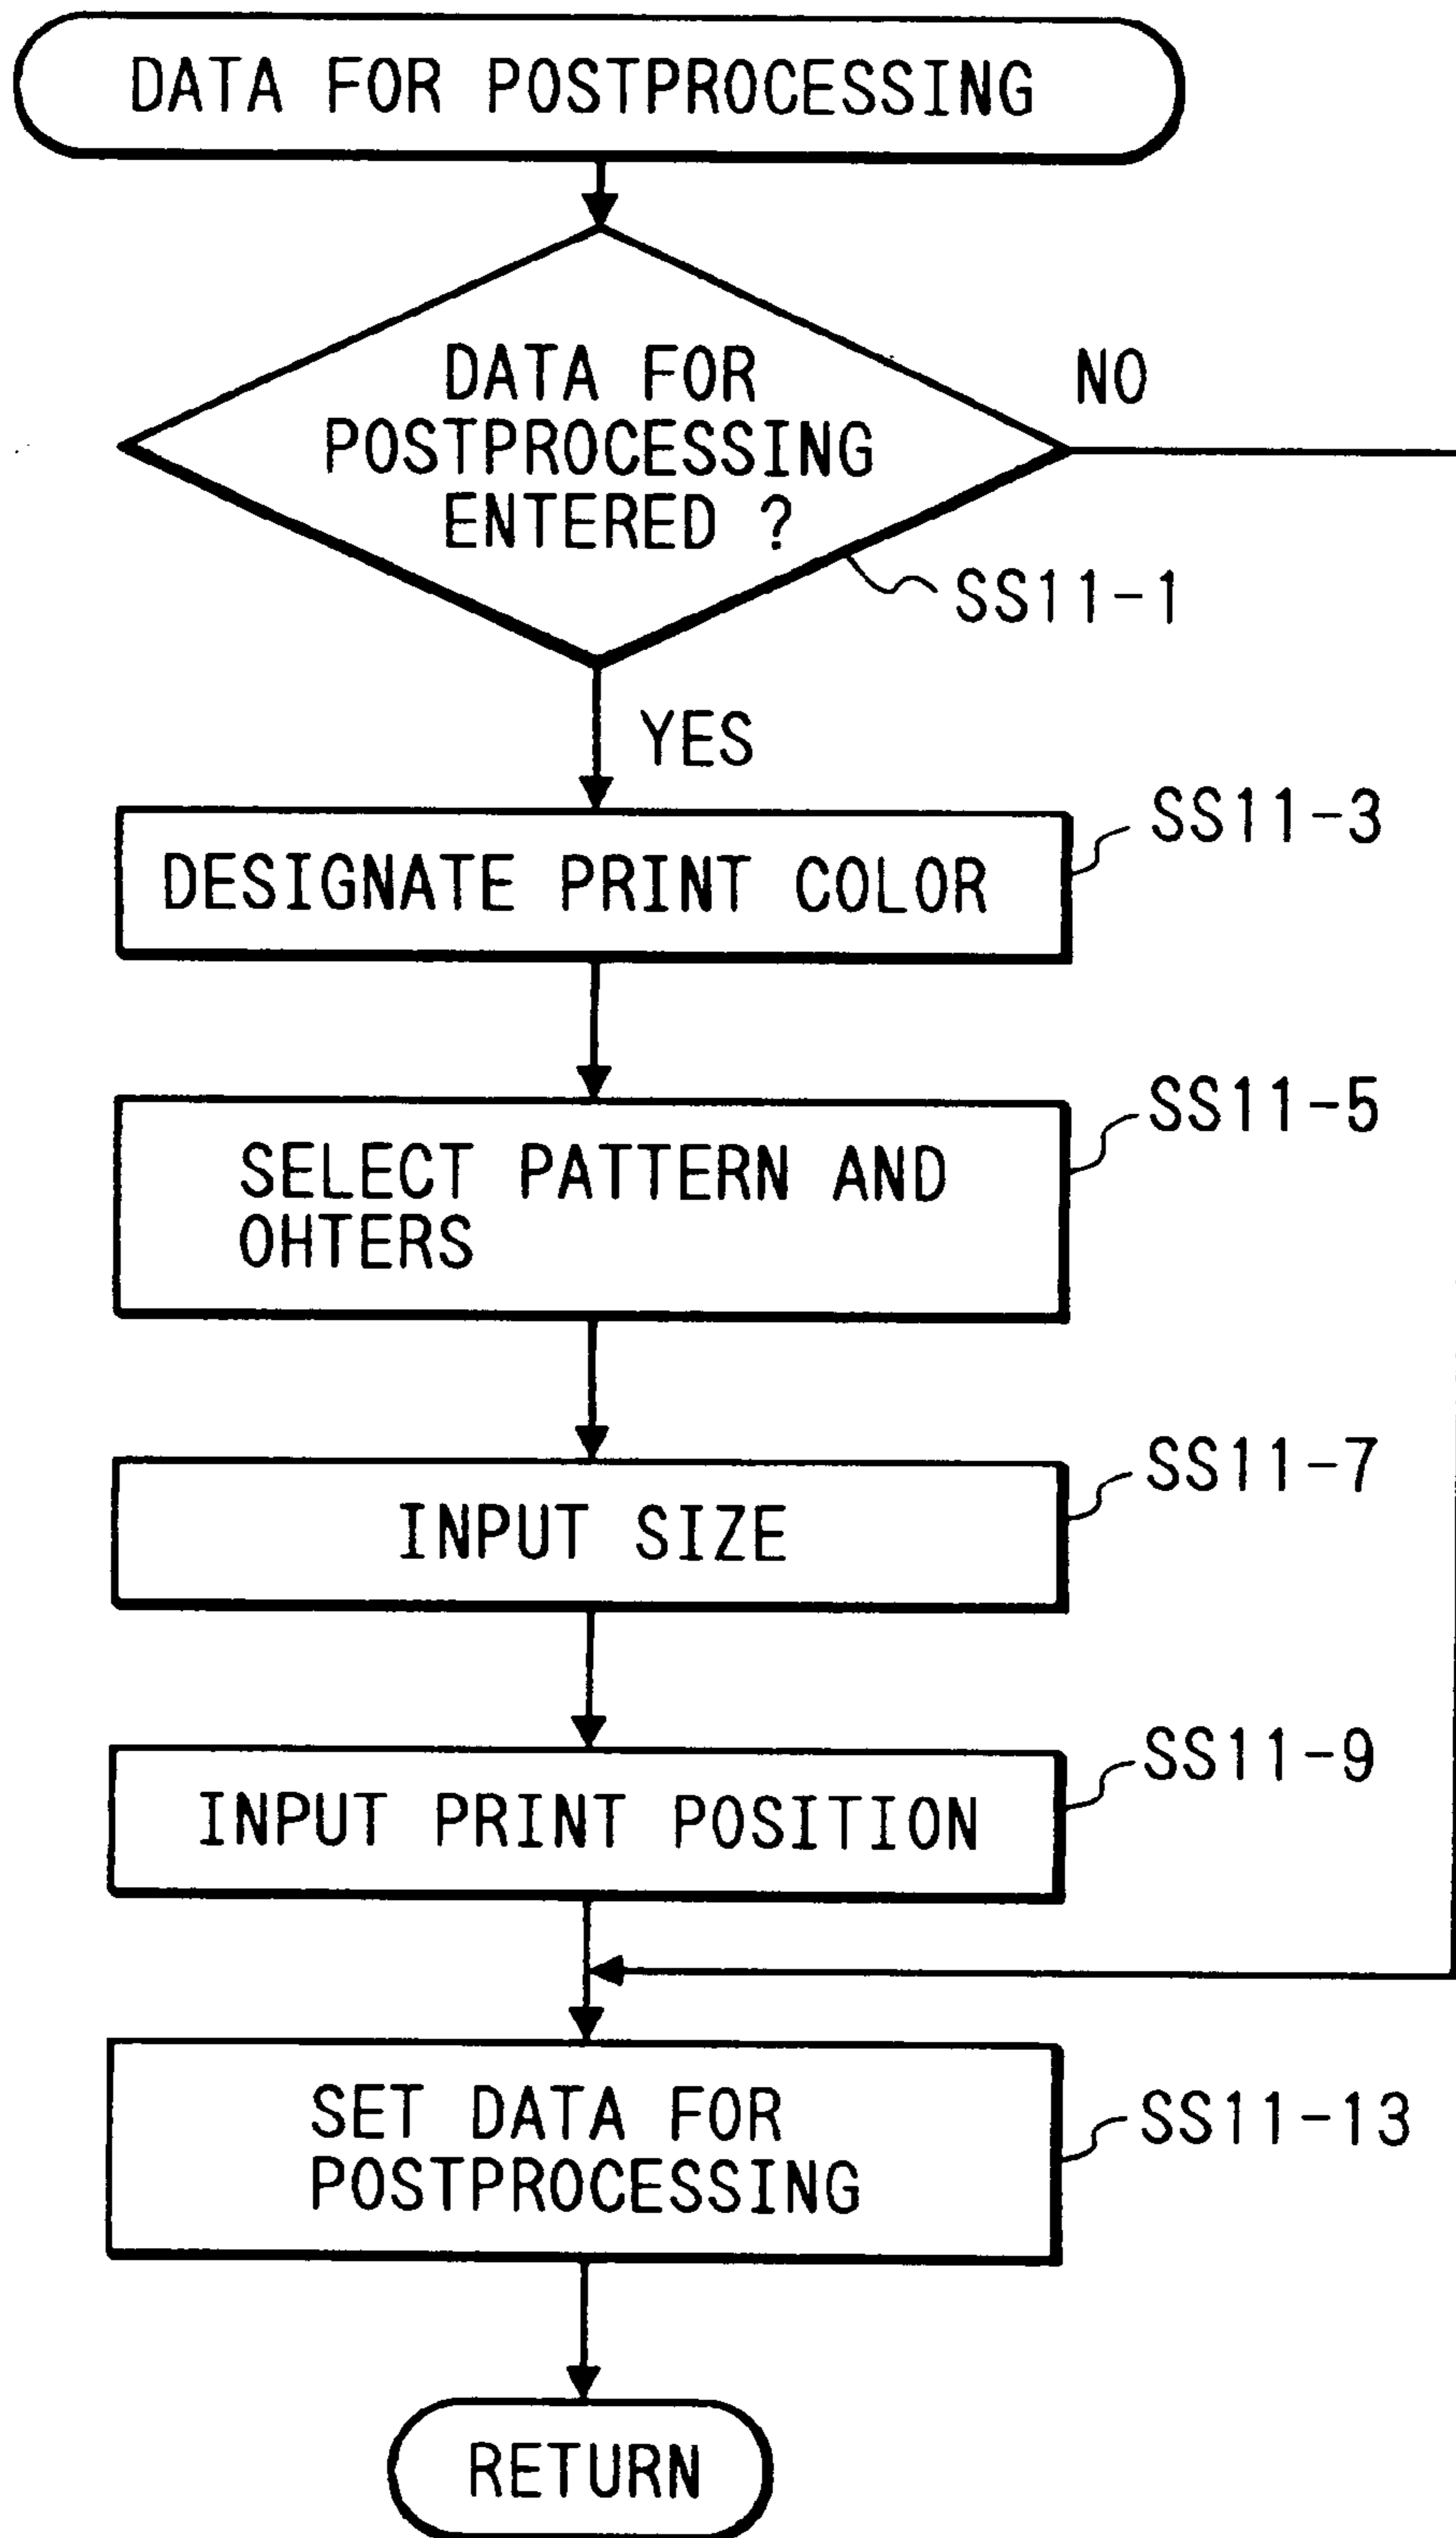 DATA FOR POSTPROCESSING
DATA FOR
POSTPROCESSING
ENTERED ?
NO
SS11-1
YES
SS11-3
DESIGNATE PRINT COLOR
SS11-5
SELECT PATTERN AND
OHTERS
SS11-7
INPUT SIZE
SS11-9
INPUT PRINT POSITION
SET DATA FOR
POSTPROCESSING
SS11-13
RETURN